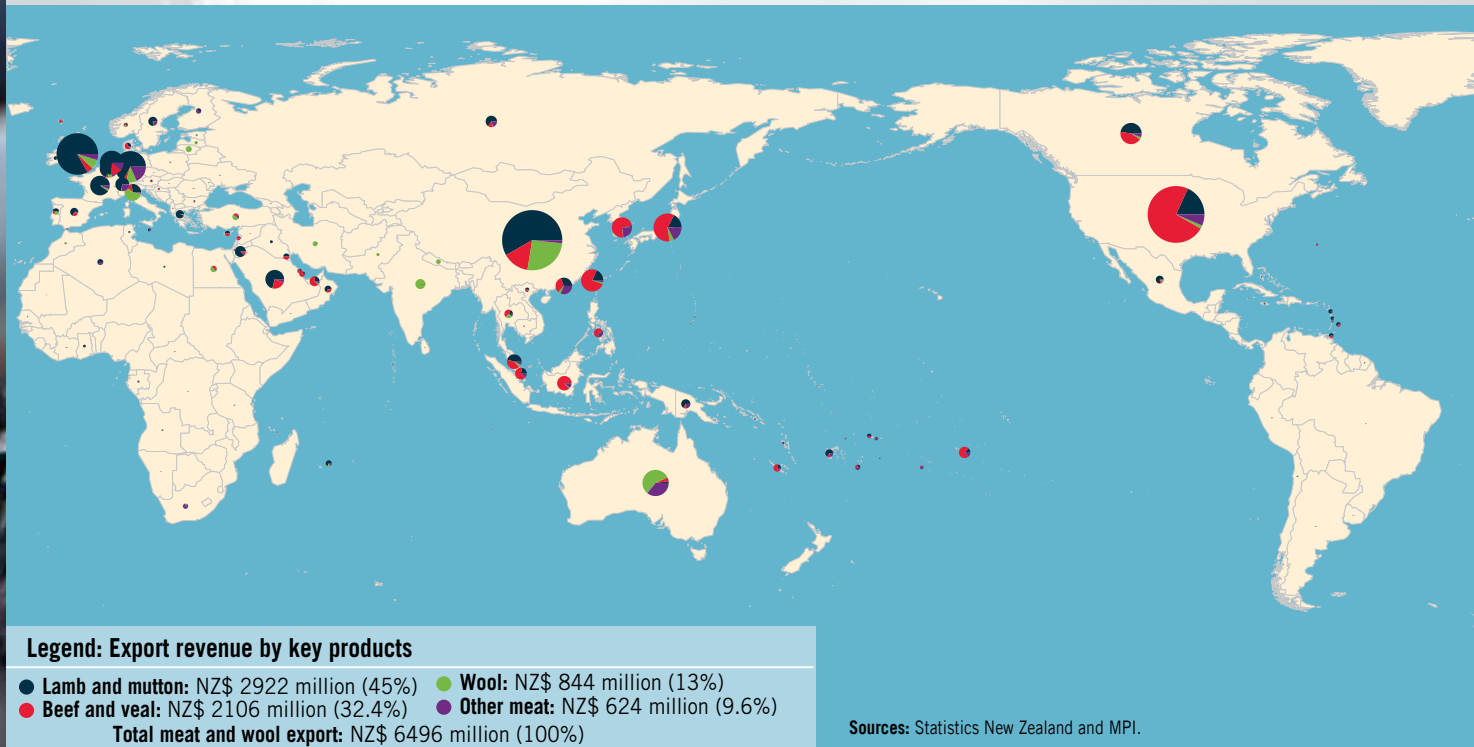 Legend: Export revenue by key products
Lamb and mutton: NZ$ 2922 million (45%)
Wool: NZ$ 844 million (13%)
Beef and veal: NZ$ 2106 million (32.4%)
Other meat: NZ$ 624 million (9.6%)
Total meat and wool export: NZ$ 6496 million (100%)
Sources: Statistics New Zealand and MPI.